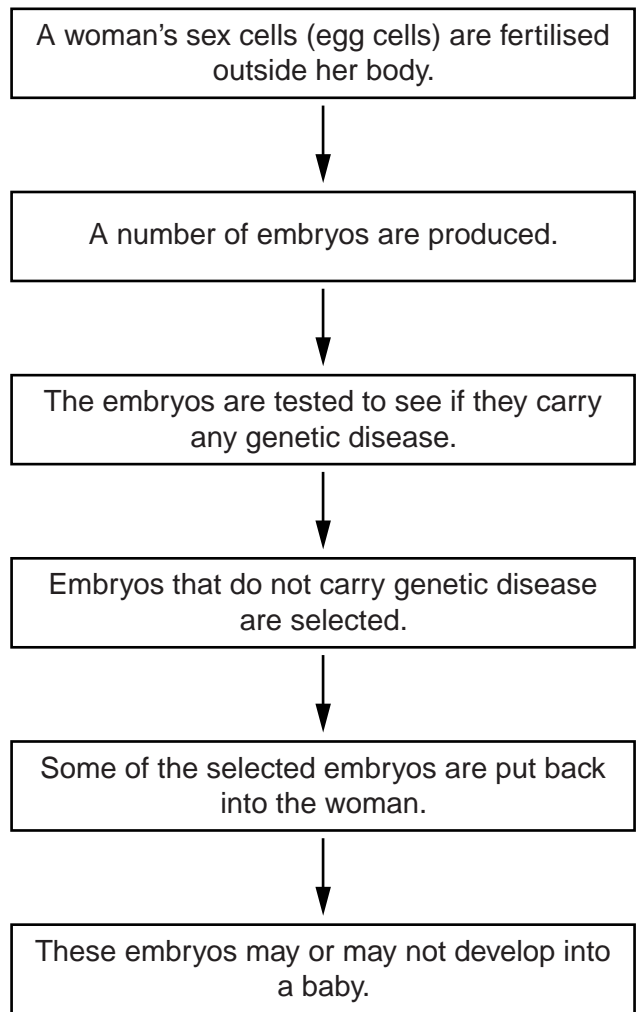 A woman's sex cells (egg cells) are fertilised
outside her body.
A number of embryos are produced.
The embryos are tested to see if they carry
any genetic disease.
Embryos that do not carry genetic disease
are selected.
Some of the selected embryos are put back
into the woman.
These embryos may or may not develop into
a baby.